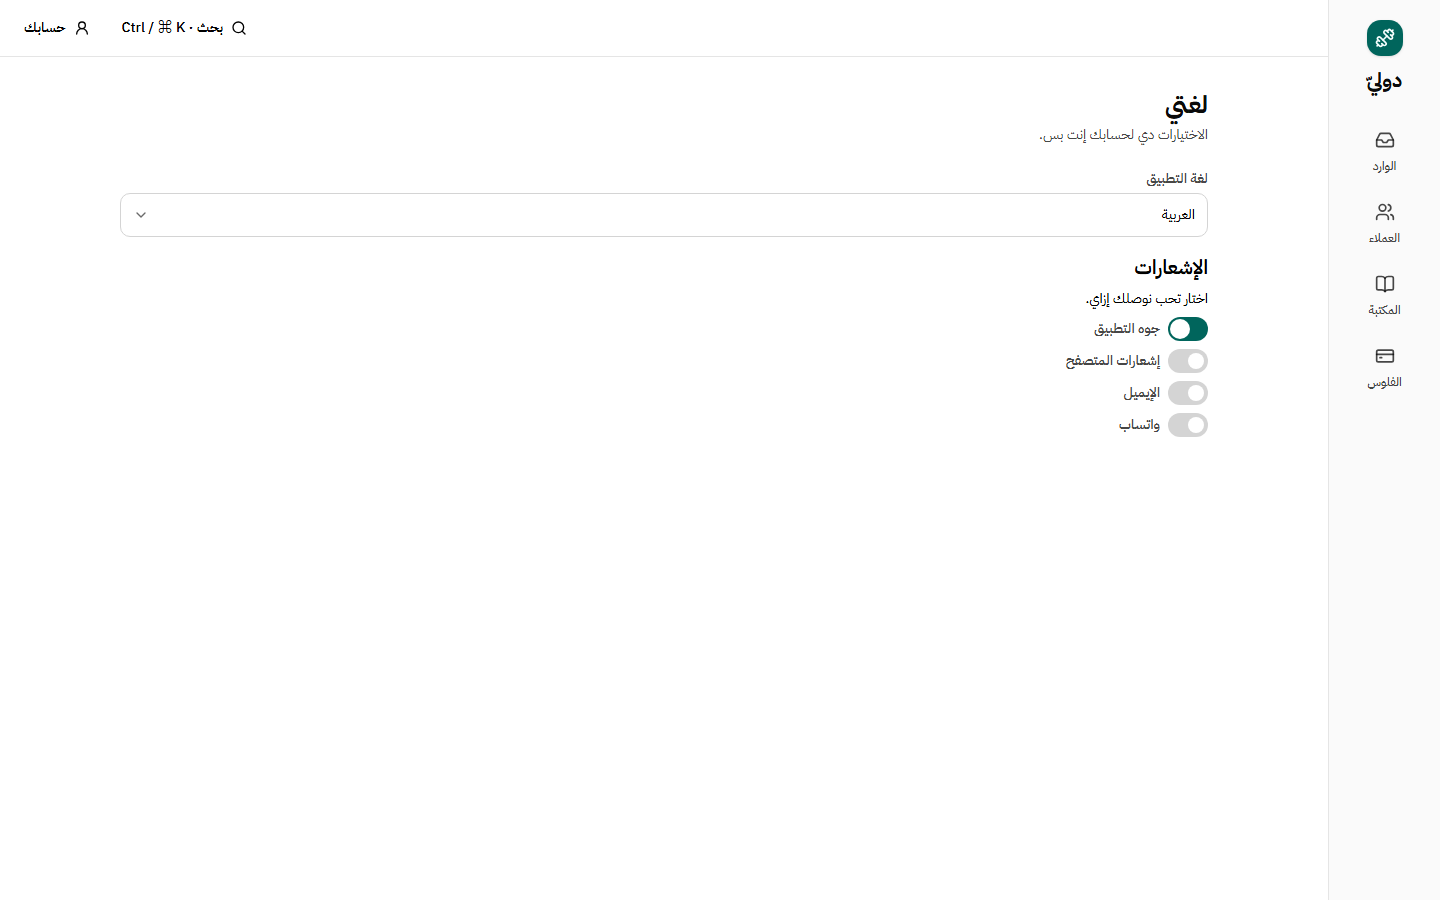 دوليّ
الوارد
العملاء
المكتبة
الفلوس
بحث · Ctrl / ⌘ K
حسابك
لغتي
الاختيارات دي لحسابك إنت بس.
لغة التطبيق
العربية
الإشعارات
اختار تحب نوصلك إزاي.
جوه التطبيق
إشعارات المتصفح
الإيميل
واتساب